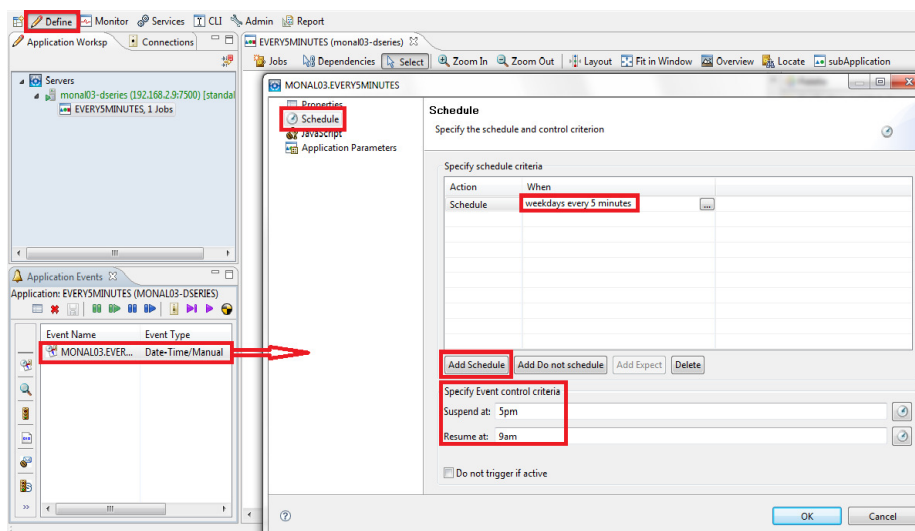 Define Monitor Services CLI Admin Report
Application Worksp Connections
EVERY5MINUTES (monal03-dseries)
Jobs Dependencies Select Zoom In Zoom Out Layout Fit in Window Overview Locate subApplication
Servers
monal03-dseries (192.168.2.9:7500) [standal
EVERY5MINUTES, 1 Jobs
MONAL03.EVERY5MINUTES
Properties
Schedule
JavaScript
Application Parameters
Schedule
Specify the schedule and control criterion
Specify schedule criteria
Action When
Schedule weekdays every 5 minutes ...
Application Events
Application: EVERY5MINUTES (MONAL03-DSERIES)
Event Name Event Type
MONAL03.EVER... Date-Time/Manual
Add Schedule Add Do not schedule Add Expect Delete
Specify Event control criteria
Suspend at: 5pm
Resume at: 9am
Do not trigger if active
OK Cancel